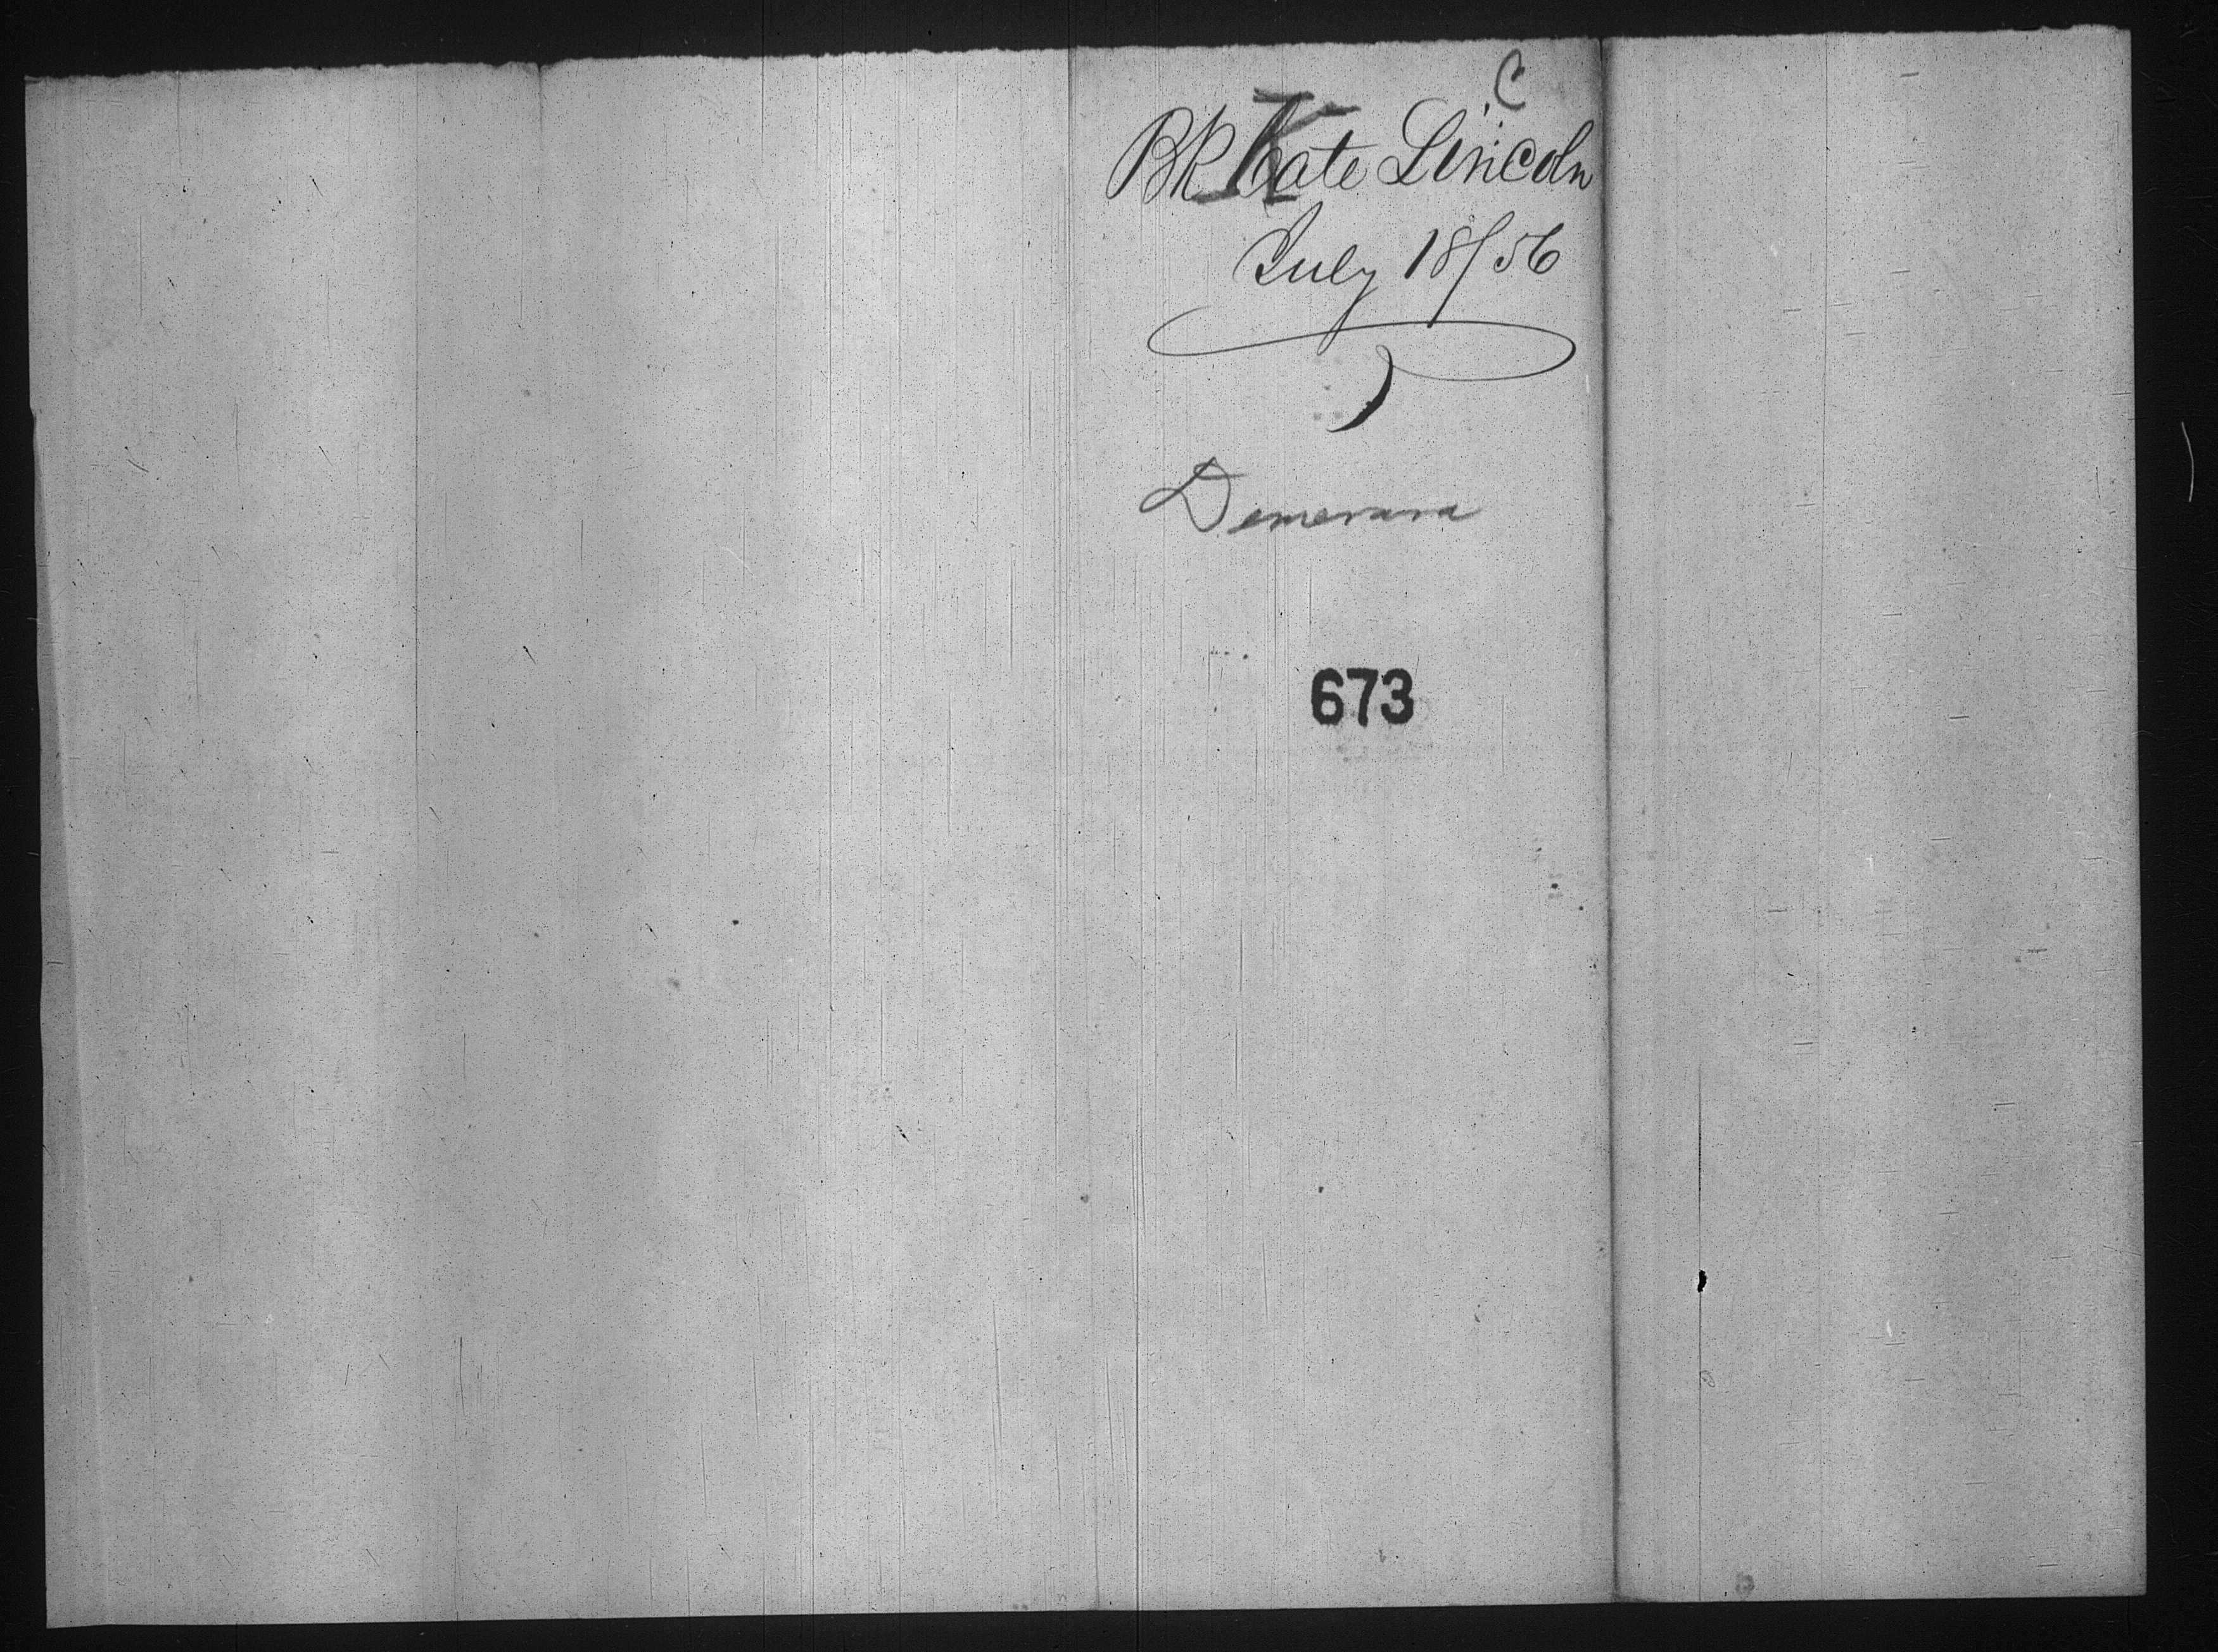 C
Bk Kate Lincoln
July 18/56
Demerara
673